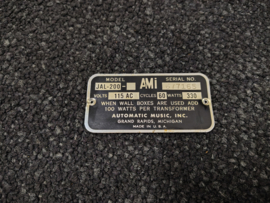 MODEL AMi SERIAL NO.
JAL-200-
VOLTS 115 AC CYCLES 60 WATTS 330
WHEN WALL BOXES ARE USED ADD
100 WATTS PER TRANSFORMER
AUTOMATIC MUSIC, INC.
GRAND RAPIDS, MICHIGAN
MADE IN U.S.A.